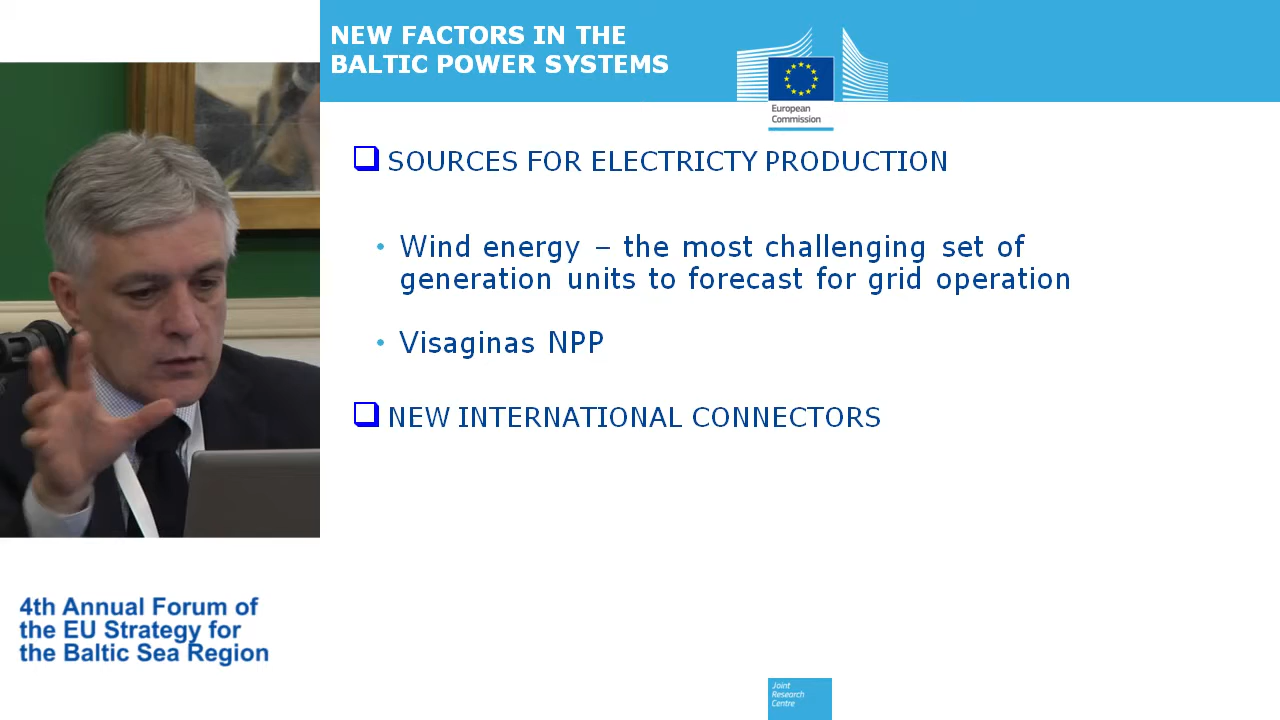 NEW FACTORS IN THE
BALTIC POWER SYSTEMS
European
Commission
❑ SOURCES FOR ELECTRICTY PRODUCTION
• Wind energy – the most challenging set of
generation units to forecast for grid operation
• Visaginas NPP
❑ NEW INTERNATIONAL CONNECTORS
4th Annual Forum of
the EU Strategy for
the Baltic Sea Region
Joint
Research
Centre